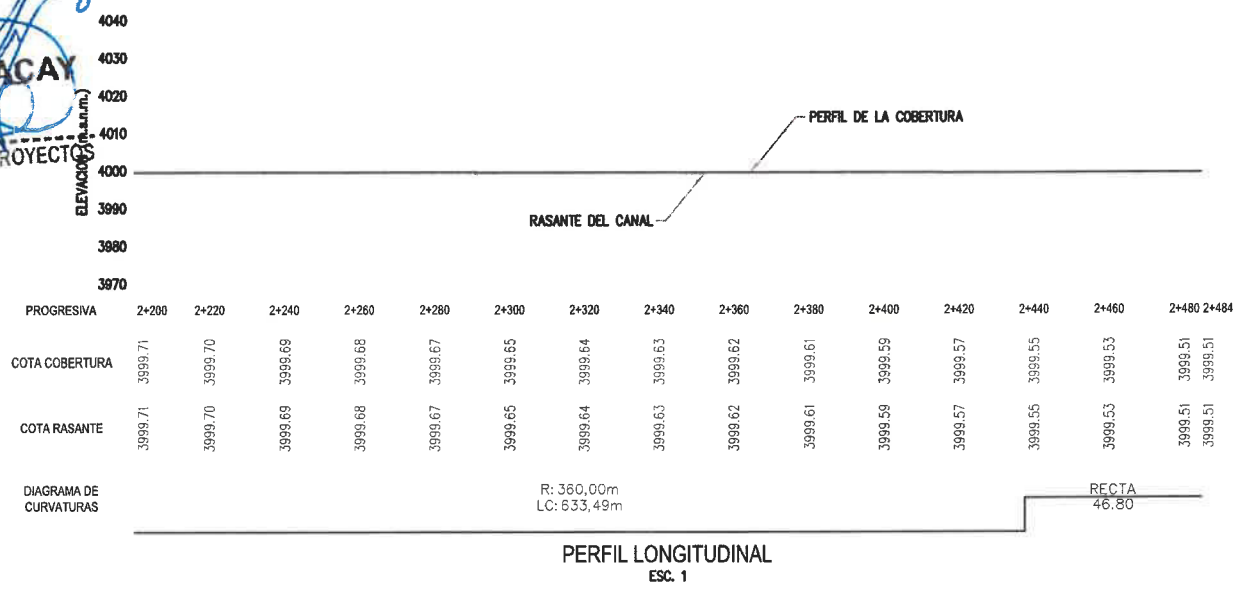 4040
4030
ACAY
4020
4010
ROYECTOS
4000
3990
3980
3970
ELEVACION (m.s.n.m.)
PERFIL DE LA COBERTURA
RASANTE DEL CANAL
PROGRESIVA 2+200 2+220 2+240 2+260 2+280 2+300 2+320 2+340 2+360 2+380 2+400 2+420 2+440 2+460 2+480 2+484
COTA COBERTURA 3999.71 3999.70 3999.69 3999.68 3999.67 3999.65 3999.64 3999.63 3999.62 3999.61 3999.59 3999.57 3999.55 3999.53 3999.51 3999.51
COTA RASANTE 3999.71 3999.70 3999.69 3999.68 3999.67 3999.65 3999.64 3999.63 3999.62 3999.61 3999.59 3999.57 3999.55 3999.53 3999.51 3999.51
DIAGRAMA DE
CURVATURAS
R: 360,00m
LC: 633,49m
RECTA
46.80
PERFIL LONGITUDINAL
ESC. 1